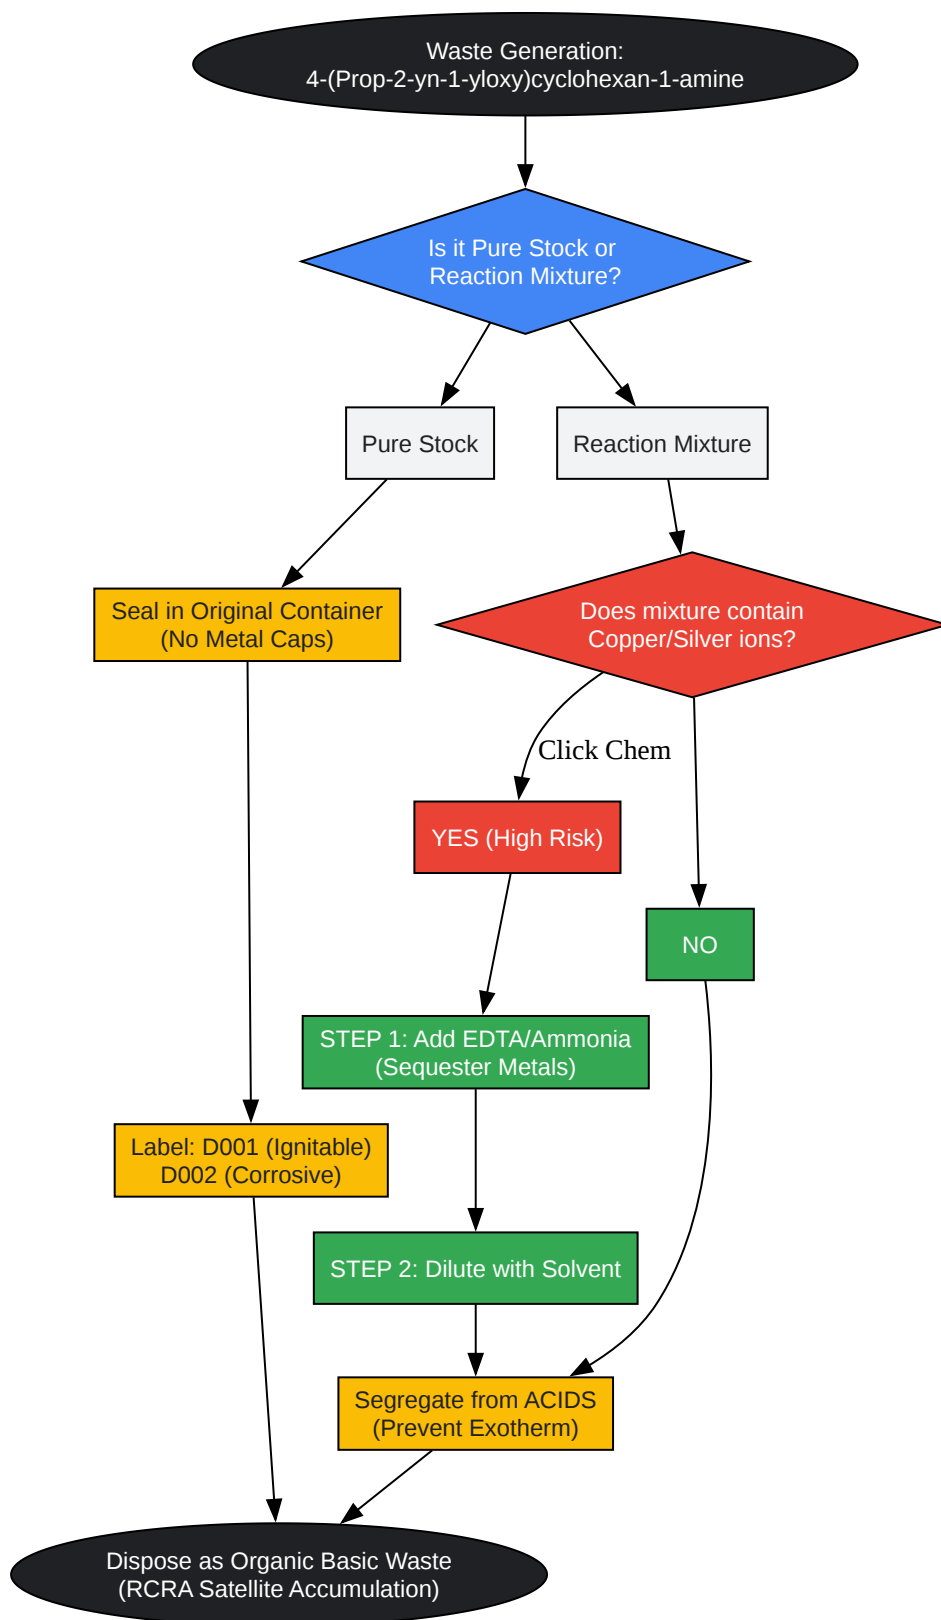 Waste Generation:
4-(Prop-2-yn-1-yloxy)cyclohexan-1-amine
Is it Pure Stock or
Reaction Mixture?
Pure Stock
Reaction Mixture
Seal in Original Container
(No Metal Caps)
Does mixture contain
Copper/Silver ions?
Click Chem
YES (High Risk)
NO
STEP 1: Add EDTA/Ammonia
(Sequester Metals)
Label: D001 (Ignitable)
D002 (Corrosive)
STEP 2: Dilute with Solvent
Segregate from ACIDS
(Prevent Exotherm)
Dispose as Organic Basic Waste
(RCRA Satellite Accumulation)